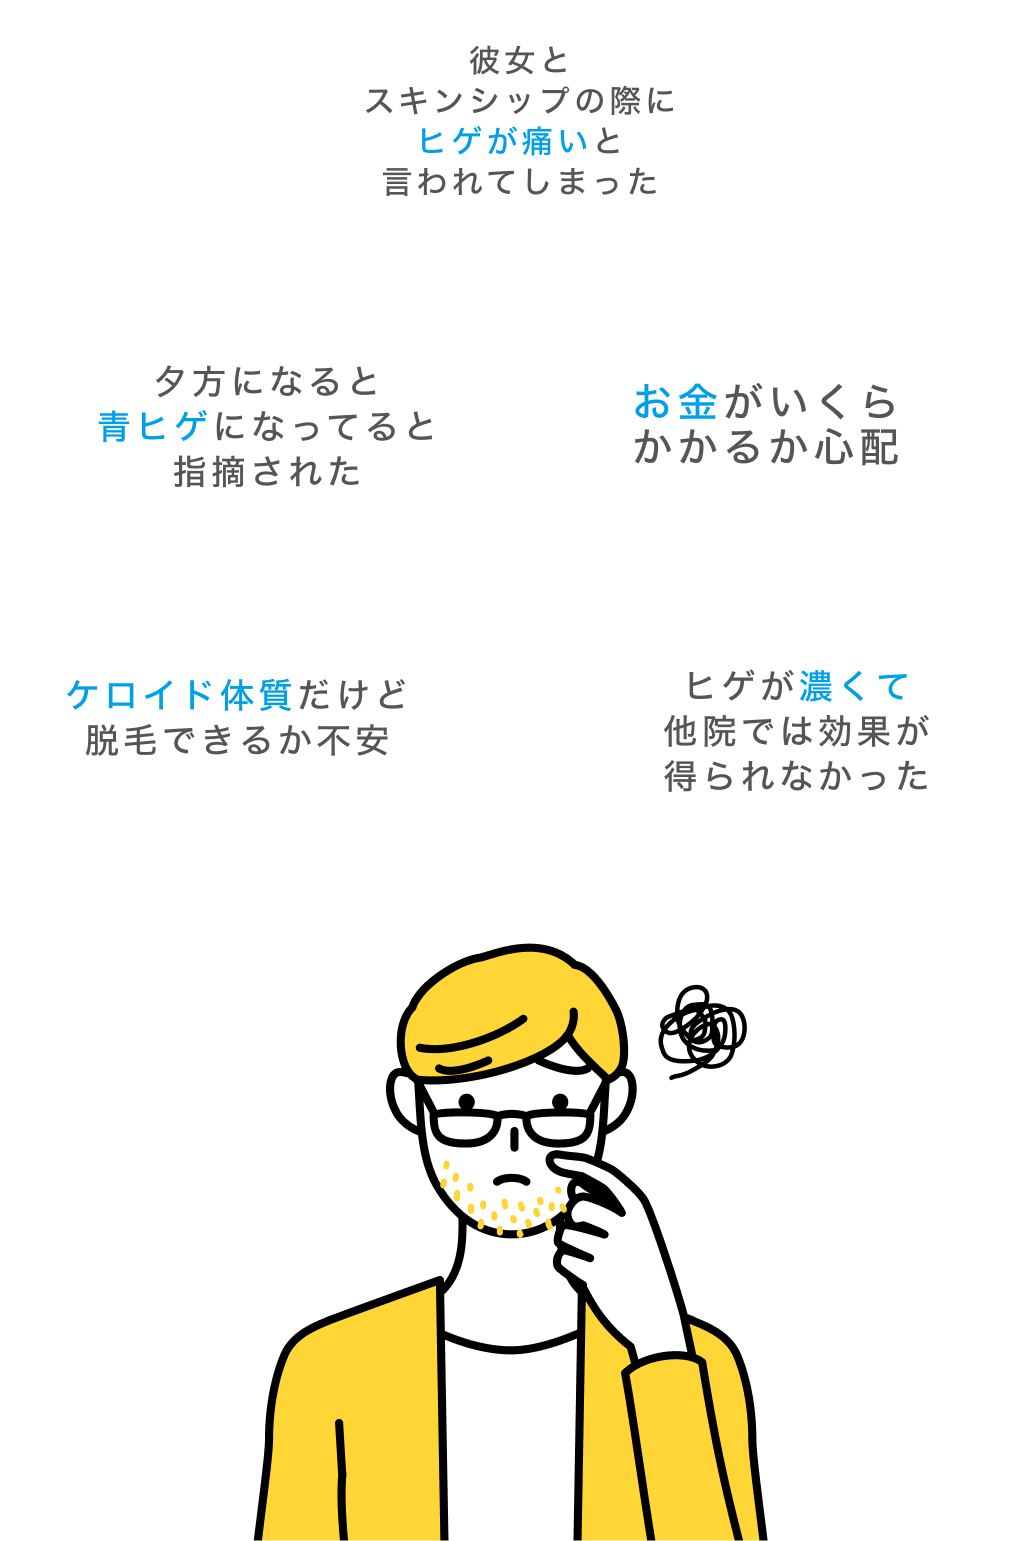 彼女と
スキンシップの際に
ヒゲが痛いと
言われてしまった
夕方になると
青ヒゲになってると
指摘された
お金がいくら
かかるか心配
ケロイド体質だけど
脱毛できるか不安
ヒゲが濃くて
他院では効果が
得られなかった